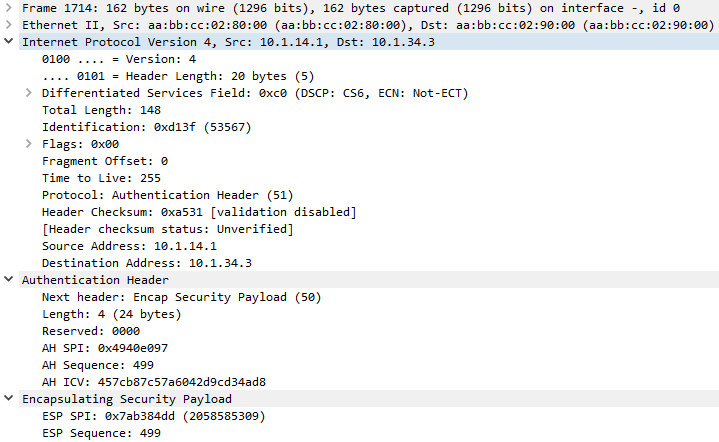 Frame 1714: 162 bytes on wire (1296 bits), 162 bytes captured (1296 bits) on interface -, id 0
Ethernet II, Src: aa:bb:cc:02:80:00 (aa:bb:cc:02:80:00), Dst: aa:bb:cc:02:90:00 (aa:bb:cc:02:90:00)
Internet Protocol Version 4, Src: 10.1.14.1, Dst: 10.1.34.3
0100 .... = Version: 4
.... 0101 = Header Length: 20 bytes (5)
Differentiated Services Field: 0xc0 (DSCP: CS6, ECN: Not-ECT)
Total Length: 148
Identification: 0xd13f (53567)
Flags: 0x00
Fragment Offset: 0
Time to Live: 255
Protocol: Authentication Header (51)
Header Checksum: 0xa531 [validation disabled]
[Header checksum status: Unverified]
Source Address: 10.1.14.1
Destination Address: 10.1.34.3
Authentication Header
Next header: Encap Security Payload (50)
Length: 4 (24 bytes)
Reserved: 0000
AH SPI: 0x4940e097
AH Sequence: 499
AH ICV: 457cb87c57a6042d9cd34ad8
Encapsulating Security Payload
ESP SPI: 0x7ab384dd (2058585309)
ESP Sequence: 499